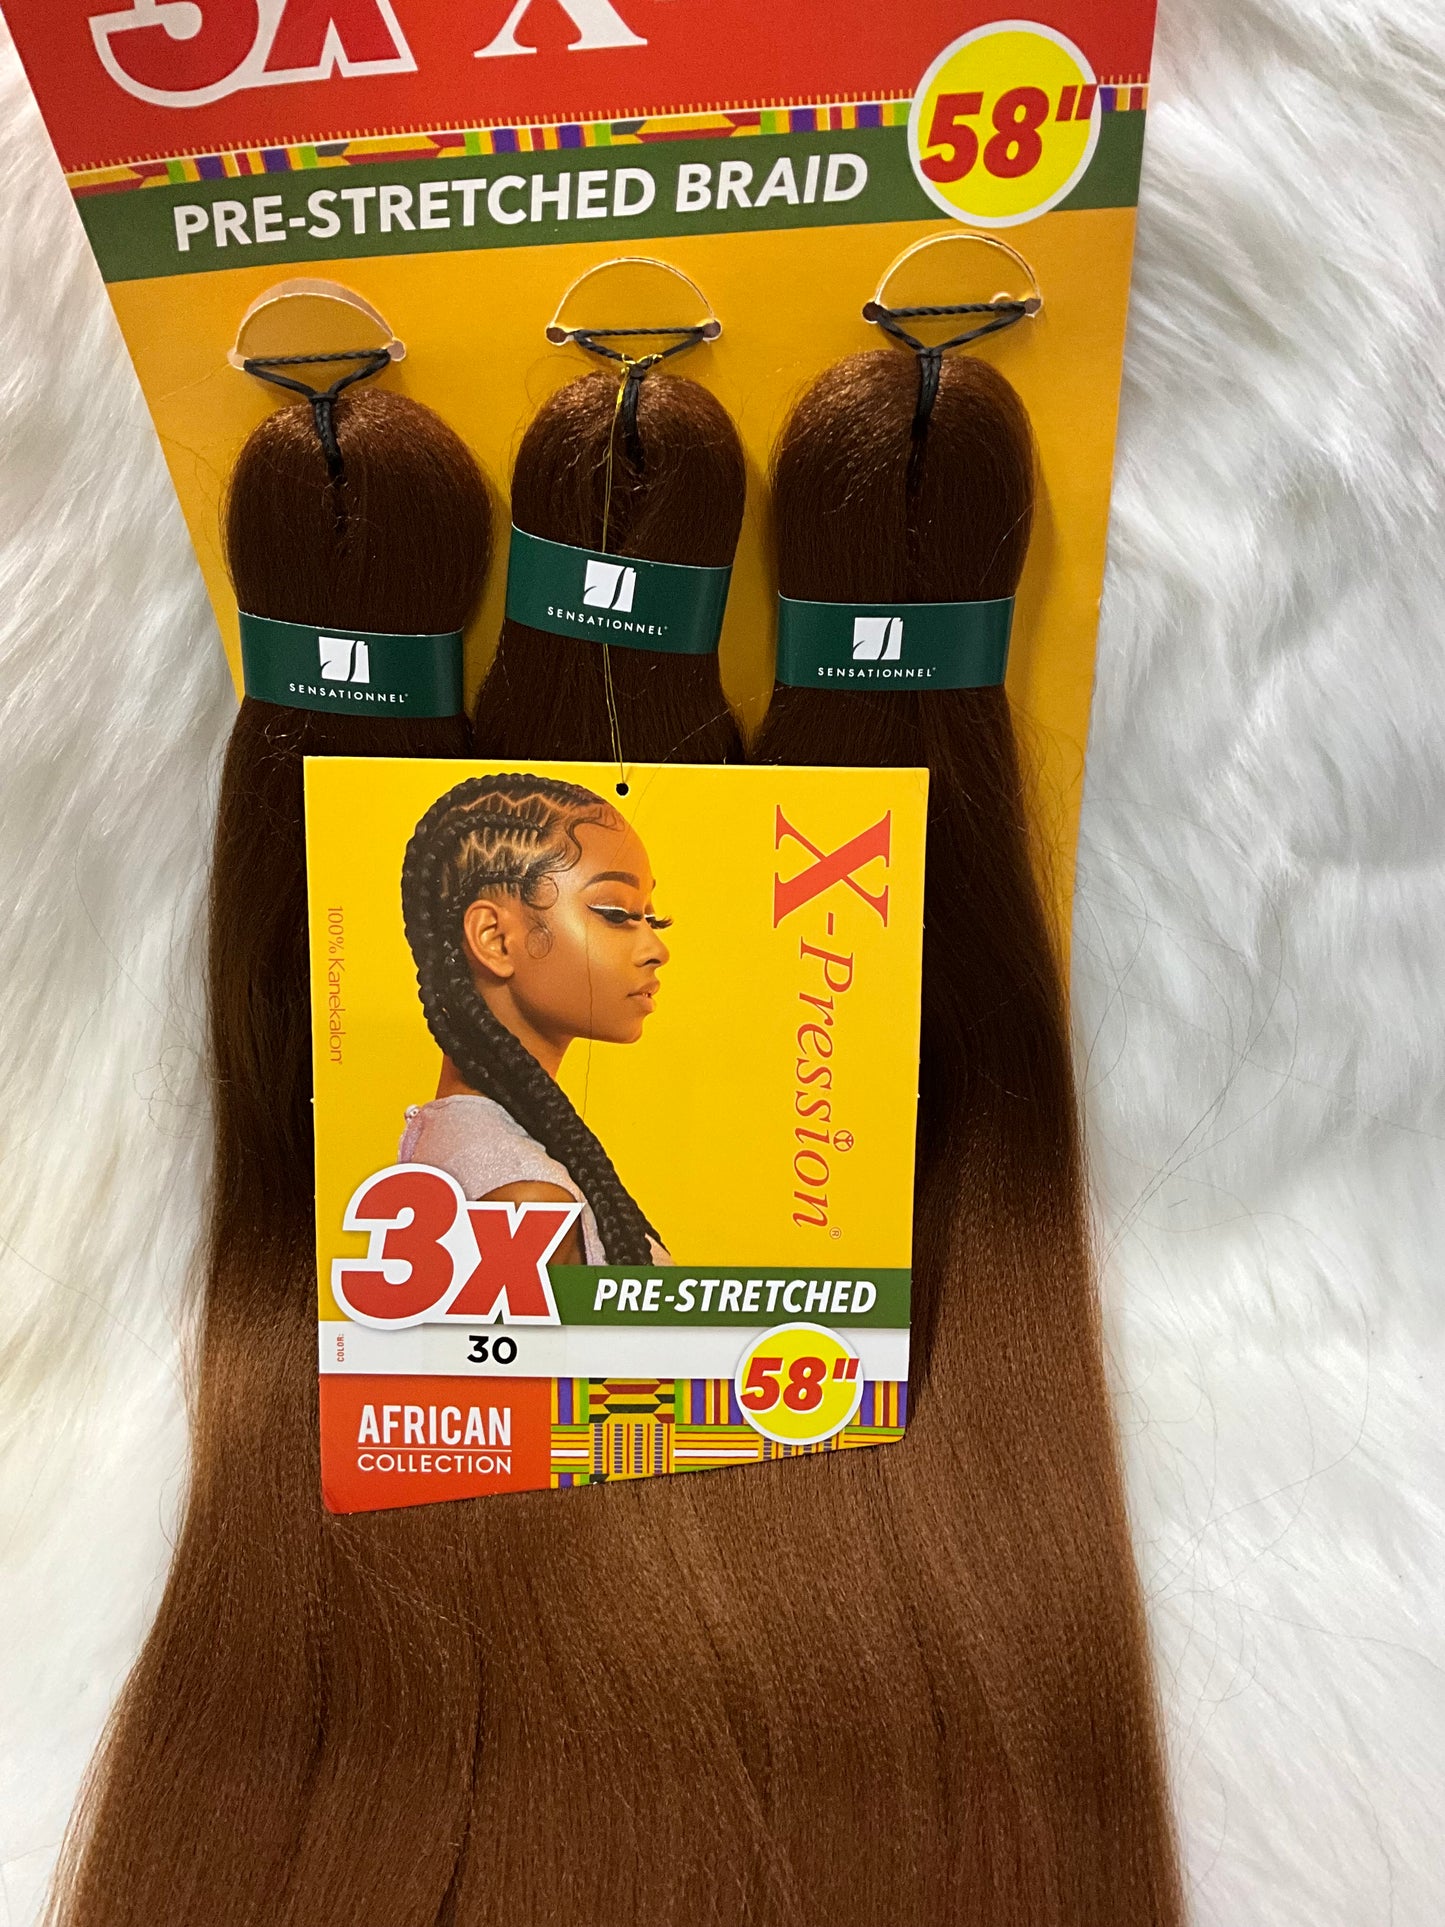 3X X-
PRE-STRETCHED BRAID
58"
SENSATIONNEL®
SENSATIONNEL®
SENSATIONNEL®
100% Kanekalon®
X-Pression®
3X
PRE-STRETCHED
COLOR:
30
58"
AFRICAN
COLLECTION